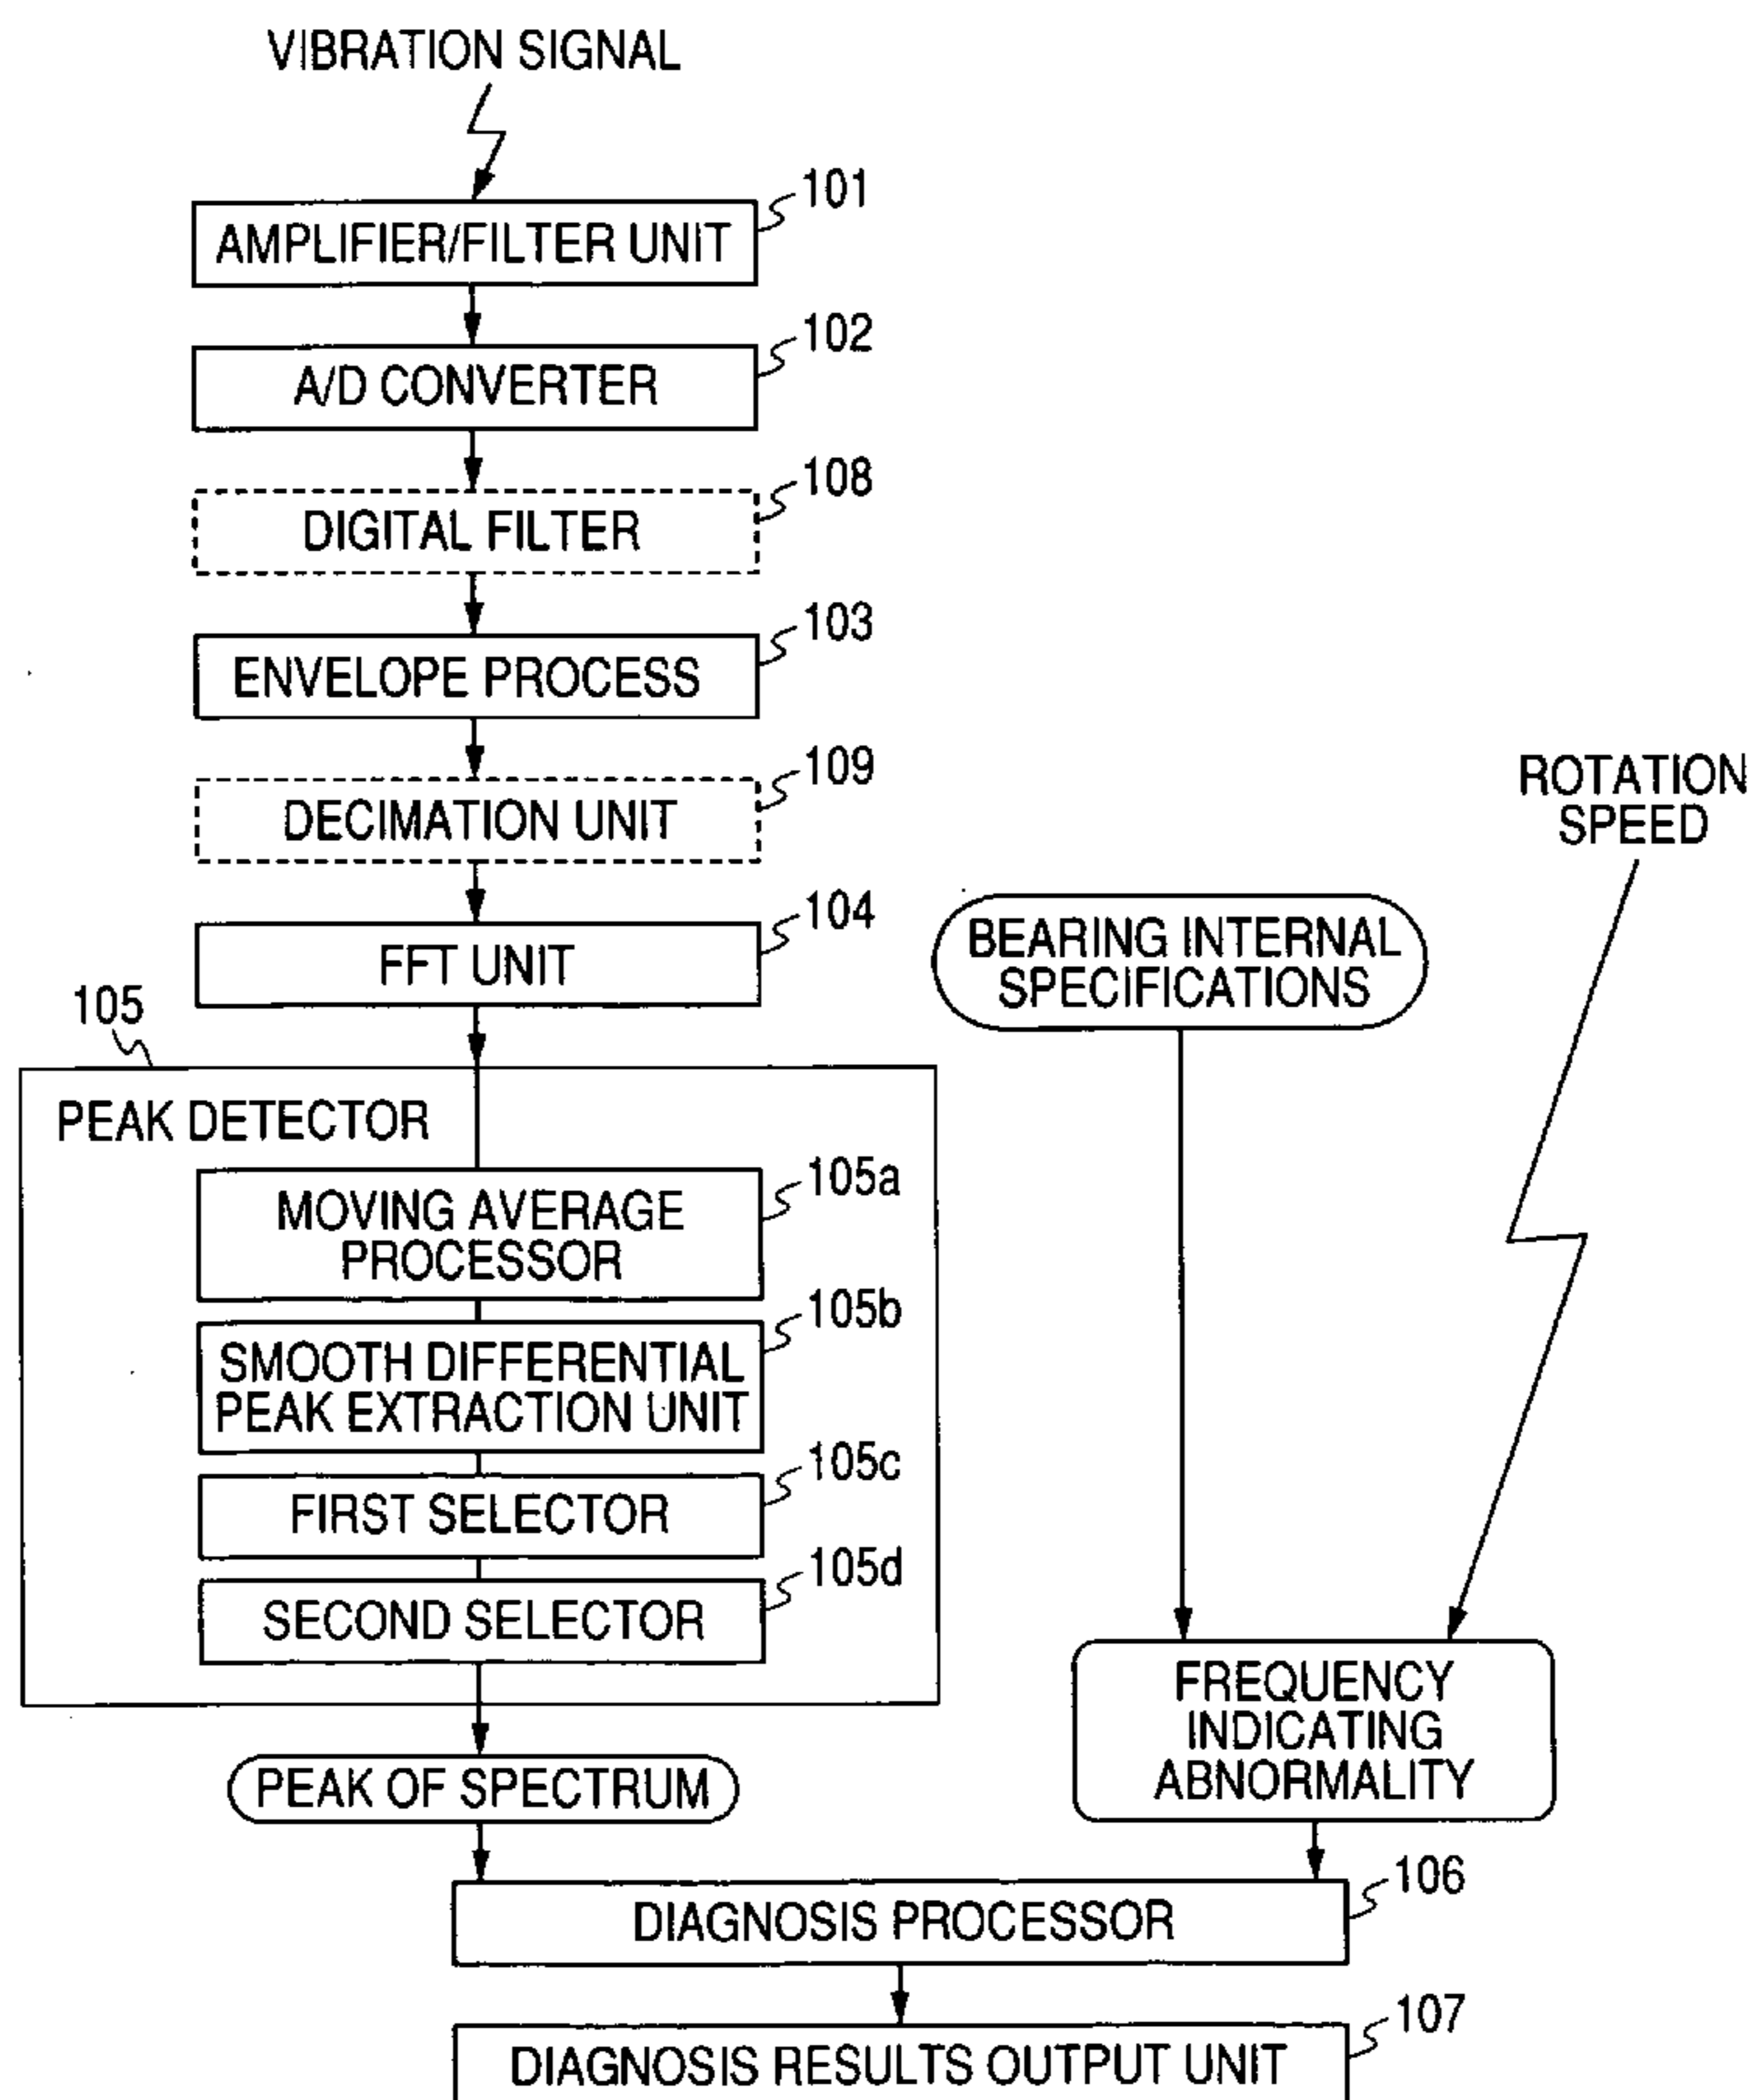 VIBRATION SIGNAL
101
AMPLIFIER/FILTER UNIT
102
A/D CONVERTER
108
DIGITAL FILTER
103
ENVELOPE PROCESS
109
DECIMATION UNIT
104
FFT UNIT
105
PEAK DETECTOR
105a
MOVING AVERAGE
PROCESSOR
105b
SMOOTH DIFFERENTIAL
PEAK EXTRACTION UNIT
105c
FIRST SELECTOR
105d
SECOND SELECTOR
PEAK OF SPECTRUM
ROTATION
SPEED
BEARING INTERNAL
SPECIFICATIONS
FREQUENCY
INDICATING
ABNORMALITY
106
DIAGNOSIS PROCESSOR
107
DIAGNOSIS RESULTS OUTPUT UNIT